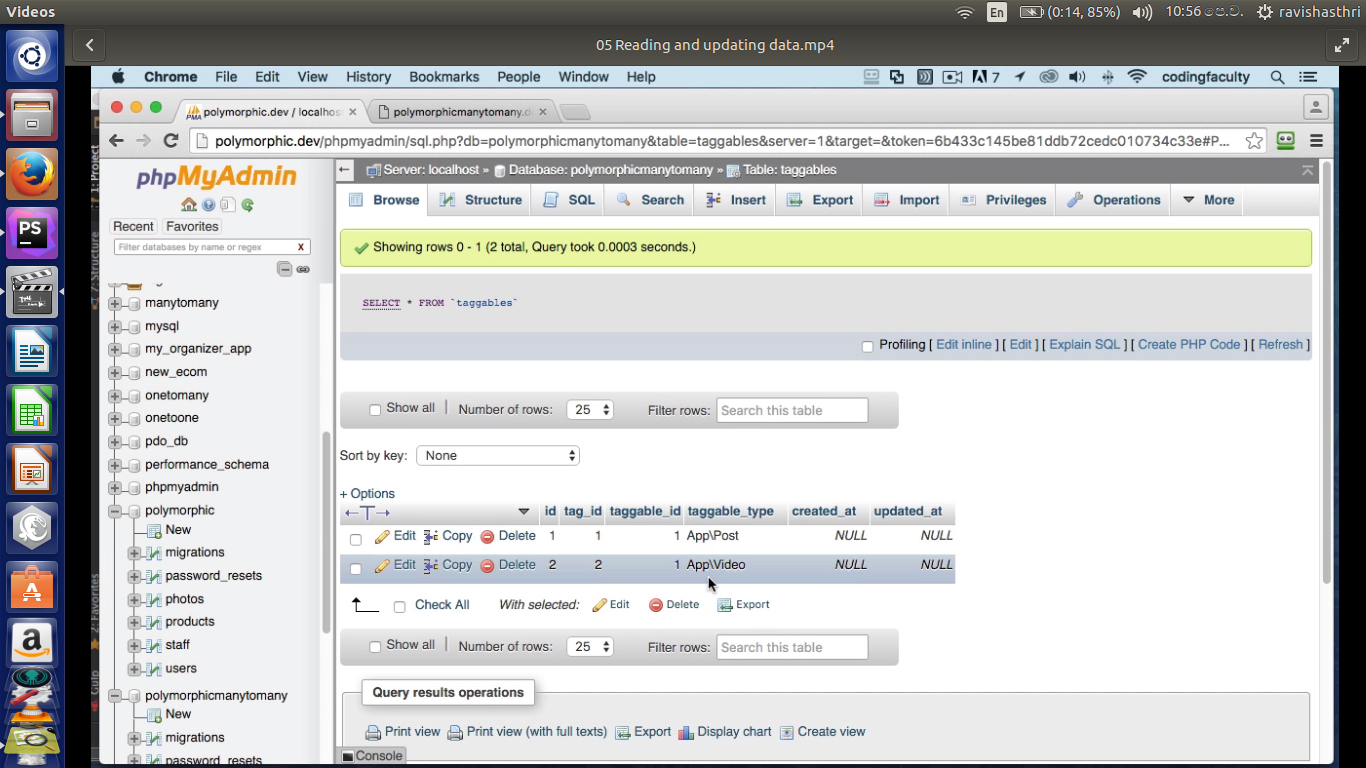 Videos
En
(0:14, 85%)
10:56 පෙ.ව.
ravishasthri
05 Reading and updating data.mp4
Chrome File Edit View History Bookmarks People Window Help
7
codingfaculty
polymorphic.dev / localhos
polymorphicmanytomany.d
polymorphic.dev/phpmyadmin/sql.php?db=polymorphicmanytomany&table=taggables&server=1&target=&token=6b433c145be81ddb72cedc010734c33e#P...
phpMyAdmin
Recent Favorites
Filter databases by name or regex X
manytomany
mysql
my_organizer_app
new_ecom
onetomany
onetoone
pdo_db
performance_schema
phpmyadmin
polymorphic
New
migrations
password_resets
photos
products
staff
users
polymorphicmanytomany
New
migrations
password_resets
1: Project
7: Structure
2: Favorites
Gulp
PS
Server: localhost » Database: polymorphicmanytomany » Table: taggables
Browse Structure SQL Search Insert Export Import Privileges Operations More
Showing rows 0 - 1 (2 total, Query took 0.0003 seconds.)
SELECT * FROM `taggables`
Profiling [ Edit inline ] [ Edit ] [ Explain SQL ] [ Create PHP Code ] [ Refresh ]
Show all Number of rows: 25 Filter rows: Search this table
Sort by key: None
+ Options
id tag_id taggable_id taggable_type created_at updated_at
Edit Copy Delete 1 1 1 App\Post NULL NULL
Edit Copy Delete 2 2 1 App\Video NULL NULL
Check All With selected: Edit Delete Export
Show all Number of rows: 25 Filter rows: Search this table
Query results operations
Print view Print view (with full texts) Export Display chart Create view
Console